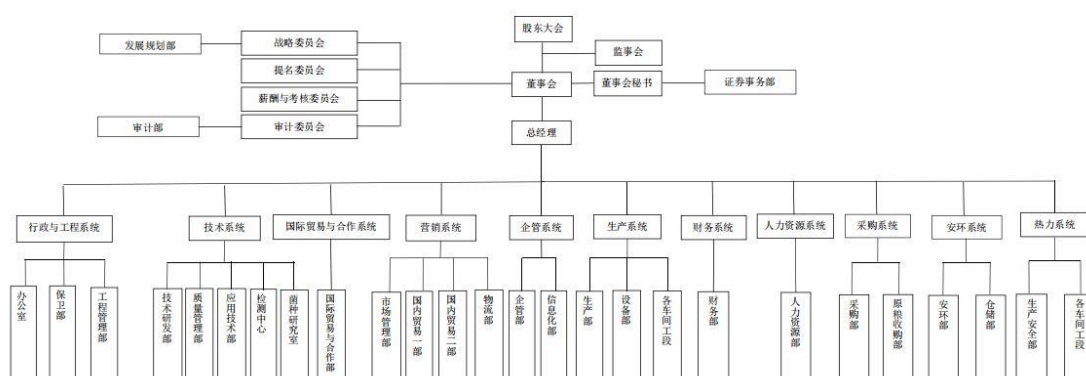 股东大会
发展规划部
战略委员会
监事会
提名委员会
董事会
董事会秘书
证券事务部
薪酬与考核委员会
审计部
审计委员会
总经理
行政与工程系统
技术系统
国际贸易与合作系统
营销系统
企管系统
生产系统
财务系统
人力资源系统
采购系统
安环系统
热力系统
办公室
保卫部
工程管理部
技术研发部
质量管理部
应用技术部
检测中心
菌种研究室
国际贸易与合作部
市场管理部
国内贸易一部
国内贸易二部
物流部
企管部
信息化部
生产部
设备部
各车间工段
财务部
人力资源部
采购部
原粮收购部
安环部
仓储部
生产安全部
各车间工段